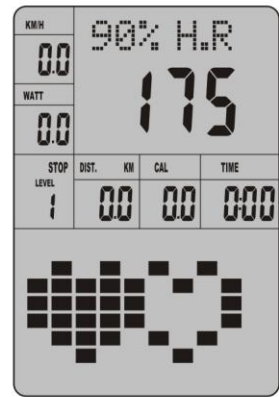 KM/H
0.0
90% H.R
175
WATT
0.0
STOP
LEVEL
1
DIST. KM
0.0
CAL
0.0
TIME
0:00